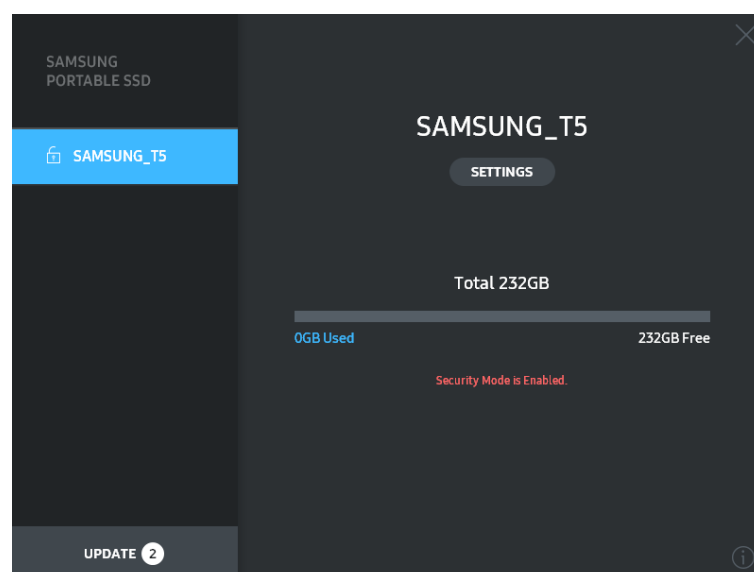 SAMSUNG
PORTABLE SSD
SAMSUNG_T5
SAMSUNG_T5
SETTINGS
Total 232GB
0GB Used
232GB Free
Security Mode is Enabled.
UPDATE 2